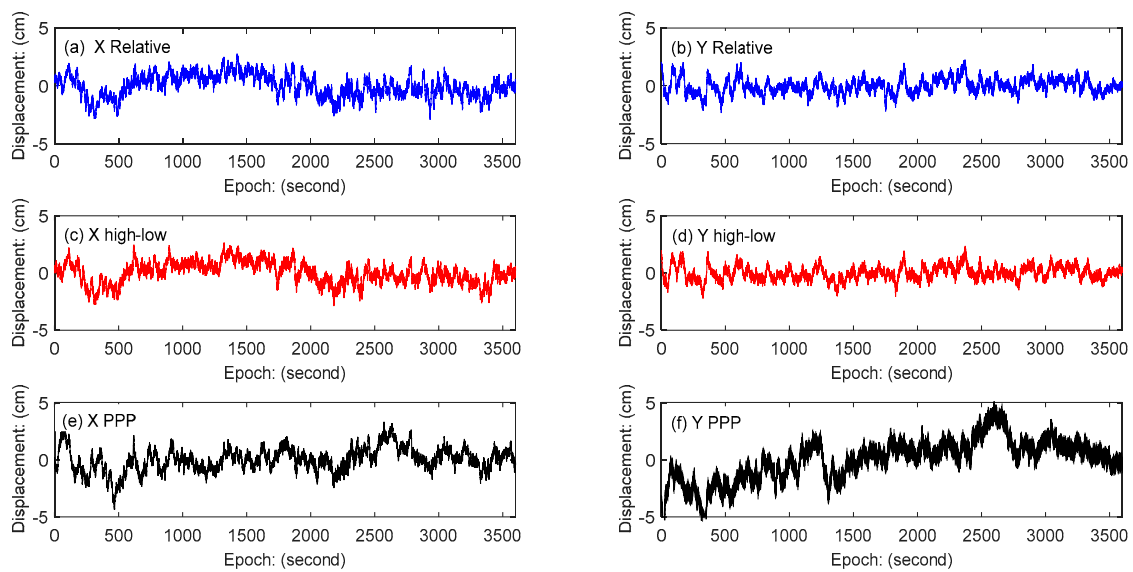 5
(a) X Relative
0
-5
Displacement: (cm)
0 500 1000 1500 2000 2500 3000 3500
Epoch: (second)
5
(b) Y Relative
0
-5
Displacement: (cm)
0 500 1000 1500 2000 2500 3000 3500
Epoch: (second)
5
(c) X high-low
0
-5
Displacement: (cm)
0 500 1000 1500 2000 2500 3000 3500
Epoch: (second)
5
(d) Y high-low
0
-5
Displacement: (cm)
0 500 1000 1500 2000 2500 3000 3500
Epoch: (second)
5
(e) X PPP
0
-5
Displacement: (cm)
0 500 1000 1500 2000 2500 3000 3500
Epoch: (second)
5
(f) Y PPP
0
-5
Displacement: (cm)
0 500 1000 1500 2000 2500 3000 3500
Epoch: (second)